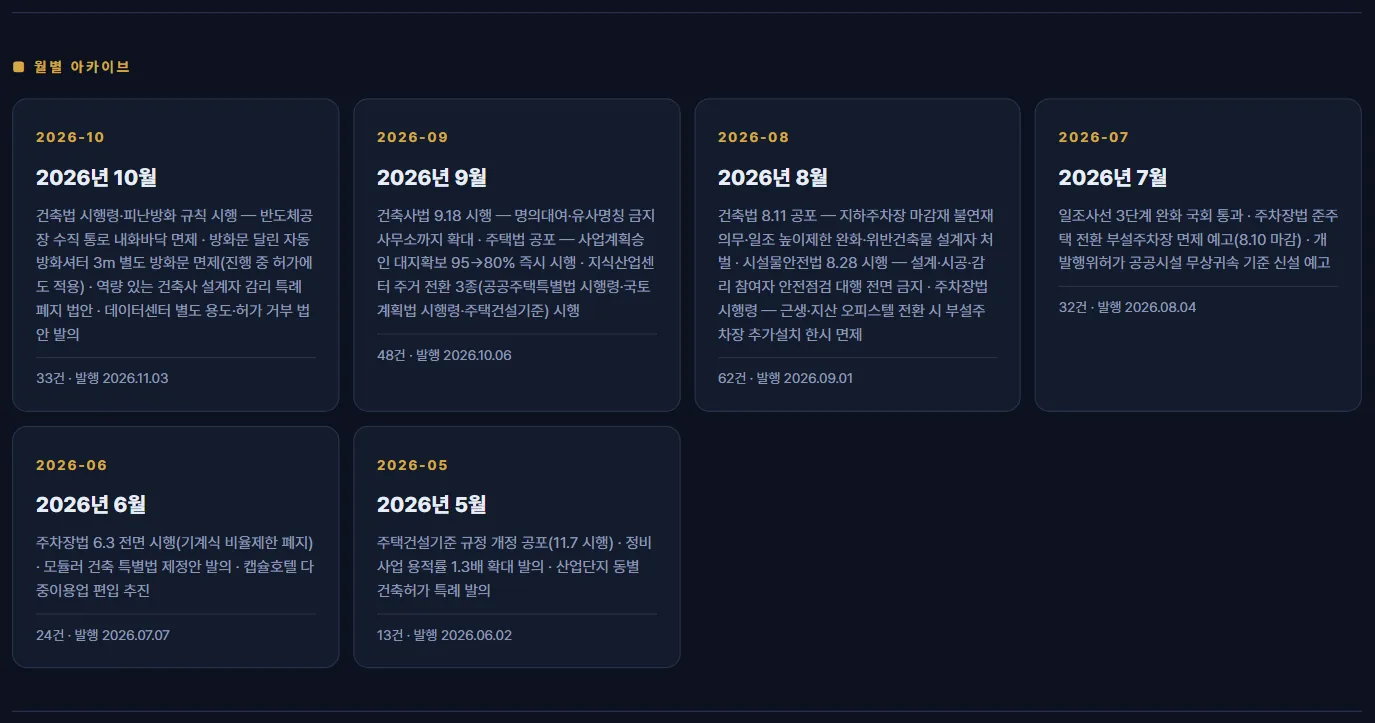 월별 아카이브
2026-10
2026년 10월
건축법 시행령·피난방화 규칙 시행 — 반도체공
장 수직 통로 내화바닥 면제 · 방화문 달린 자동
방화셔터 3m 별도 방화문 면제(진행 중 허가에
도 적용) · 역량 있는 건축사 설계자 감리 특례
폐지 법안 · 데이터센터 별도 용도·허가 거부 법
안 발의
33건 · 발행 2026.11.03
2026-09
2026년 9월
건축사법 9.18 시행 — 명의대여·유사명칭 금지
사무소까지 확대 · 주택법 공포 — 사업계획승
인 대지확보 95→80% 즉시 시행 · 지식산업센
터 주거 전환 3종(공공주택특별법 시행령·국토
계획법 시행령·주택건설기준) 시행
48건 · 발행 2026.10.06
2026-08
2026년 8월
건축법 8.11 공포 — 지하주차장 마감재 불연재
의무·일조 높이제한 완화·위반건축물 설계자 처
벌 · 시설물안전법 8.28 시행 — 설계·시공·감
리 참여자 안전점검 대행 전면 금지 · 주차장법
시행령 — 근생·지산 오피스텔 전환 시 부설주
차장 추가설치 한시 면제
62건 · 발행 2026.09.01
2026-07
2026년 7월
일조사선 3단계 완화 국회 통과 · 주차장법 준주
택 전환 부설주차장 면제 예고(8.10 마감) · 개
발행위허가 공공시설 무상귀속 기준 신설 예고
32건 · 발행 2026.08.04
2026-06
2026년 6월
주차장법 6.3 전면 시행(기계식 비율제한 폐지)
· 모듈러 건축 특별법 제정안 발의 · 캡슐호텔 다
중이용업 편입 추진
24건 · 발행 2026.07.07
2026-05
2026년 5월
주택건설기준 규정 개정 공포(11.7 시행) · 정비
사업 용적률 1.3배 확대 발의 · 산업단지 동별
건축허가 특례 발의
13건 · 발행 2026.06.02